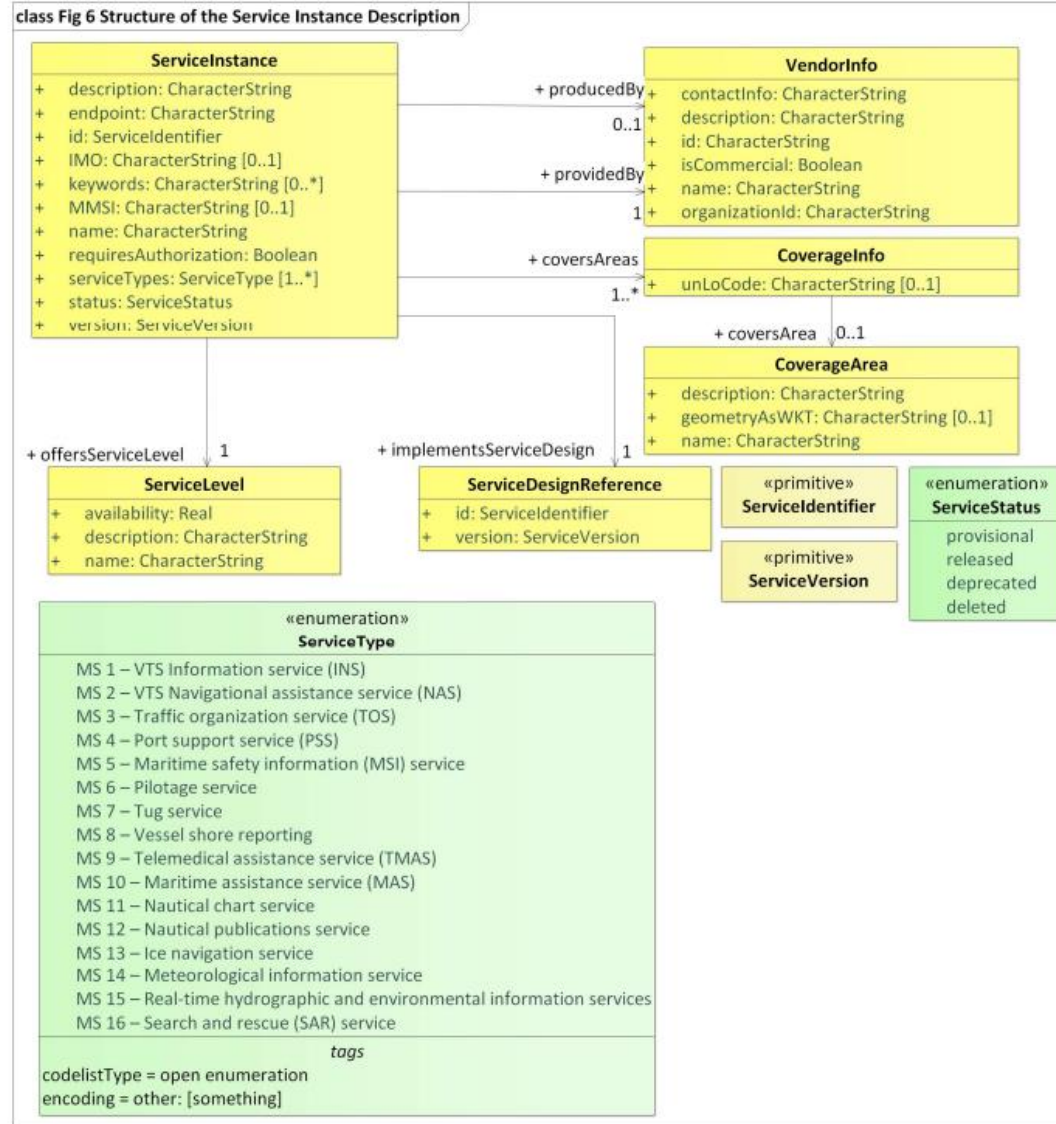 class Fig 6 Structure of the Service Instance Description
ServiceInstance
+ description: CharacterString
+ endpoint: CharacterString
+ id: ServiceIdentifier
+ IMO: CharacterString [0..1]
+ keywords: CharacterString [0..*]
+ MMSI: CharacterString [0..1]
+ name: CharacterString
+ requiresAuthorization: Boolean
+ serviceTypes: ServiceType [1..*]
+ status: ServiceStatus
+ version: ServiceVersion
+ producedBy
0..1
+ providedBy
1
+ coversAreas
1..*
VendorInfo
+ contactInfo: CharacterString
+ description: CharacterString
+ id: CharacterString
+ isCommercial: Boolean
+ name: CharacterString
+ organizationId: CharacterString
CoverageInfo
+ unLoCode: CharacterString [0..1]
+ coversArea 0..1
CoverageArea
+ description: CharacterString
+ geometryAsWKT: CharacterString [0..1]
+ name: CharacterString
+ offersServiceLevel 1
ServiceLevel
+ availability: Real
+ description: CharacterString
+ name: CharacterString
+ implementsServiceDesign 1
ServiceDesignReference
+ id: ServiceIdentifier
+ version: ServiceVersion
«primitive»
ServiceIdentifier
«primitive»
ServiceVersion
«enumeration»
ServiceStatus
provisional
released
deprecated
deleted
«enumeration»
ServiceType
MS 1 – VTS Information service (INS)
MS 2 – VTS Navigational assistance service (NAS)
MS 3 – Traffic organization service (TOS)
MS 4 – Port support service (PSS)
MS 5 – Maritime safety information (MSI) service
MS 6 – Pilotage service
MS 7 – Tug service
MS 8 – Vessel shore reporting
MS 9 – Telemedical assistance service (TMAS)
MS 10 – Maritime assistance service (MAS)
MS 11 – Nautical chart service
MS 12 – Nautical publications service
MS 13 – Ice navigation service
MS 14 – Meteorological information service
MS 15 – Real-time hydrographic and environmental information services
MS 16 – Search and rescue (SAR) service
tags
codelistType = open enumeration
encoding = other: [something]